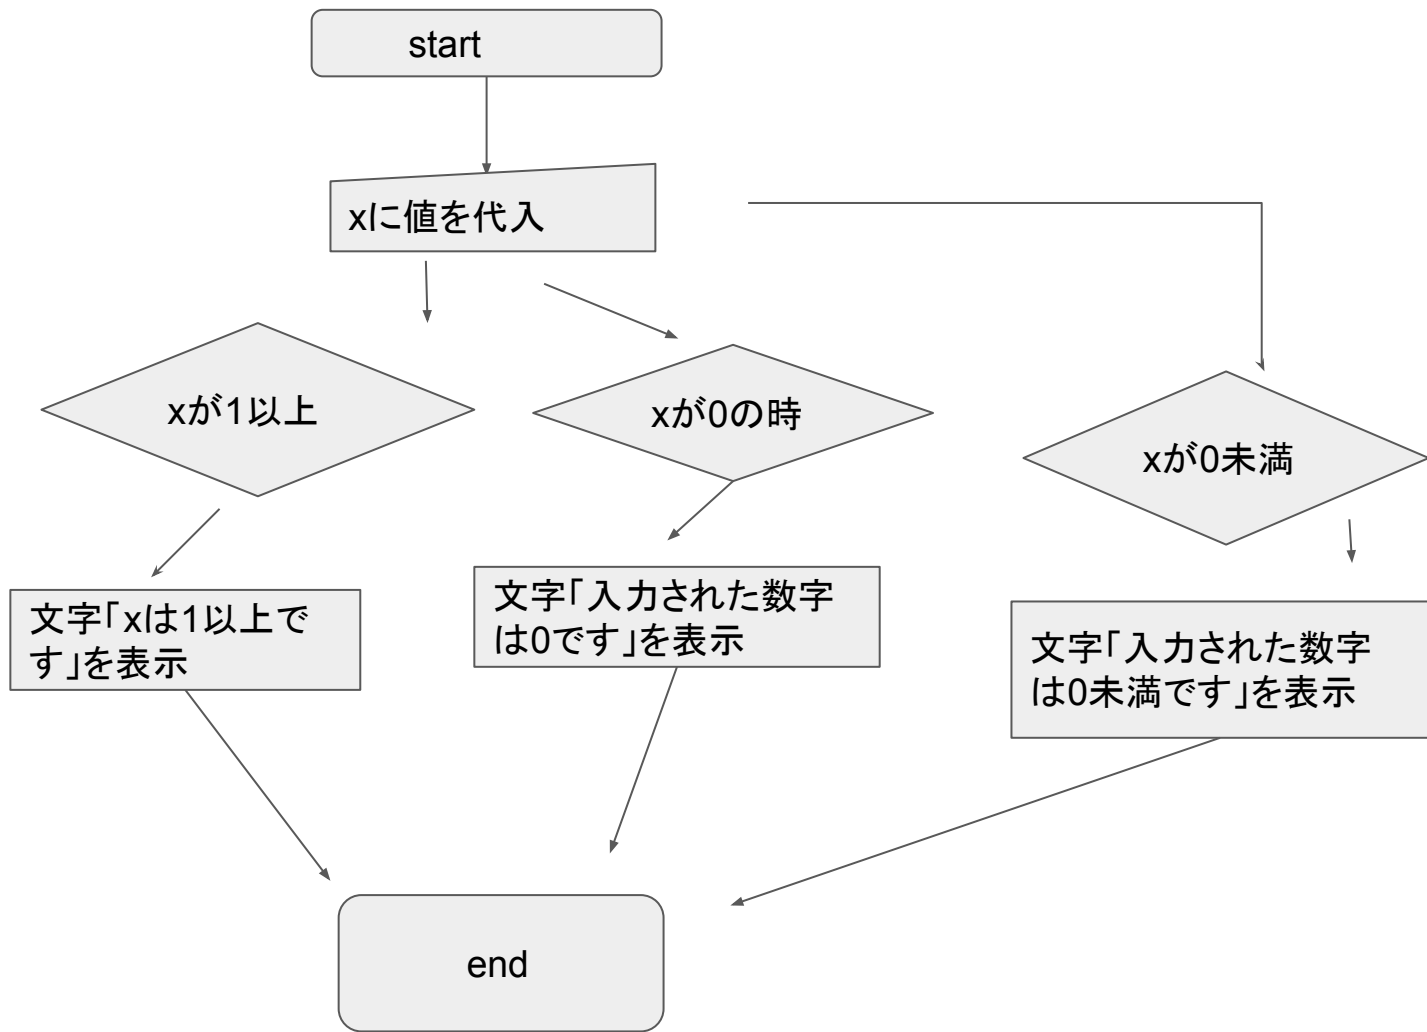 start
xに値を代入
xが1以上
xが0の時
xが0未満
文字「xは1以上で
す」を表示
文字「入力された数字
は0です」を表示
文字「入力された数字
は0未満です」を表示
end